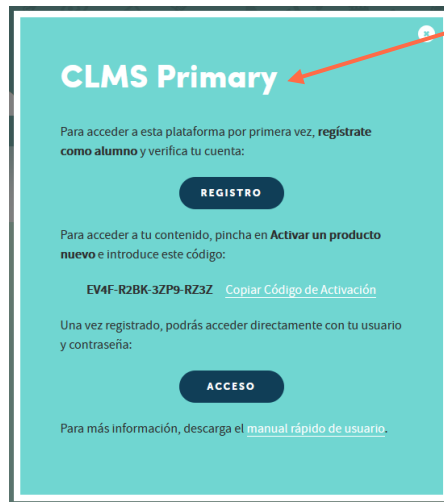 CLMS Primary
Para acceder a esta plataforma por primera vez, regístrate
como alumno y verifica tu cuenta:
REGISTRO
Para acceder a tu contenido, pincha en Activar un producto
nuevo e introduce este código:
EV4F-R2BK-3ZP9-RZ3Z Copiar Código de Activación
Una vez registrado, podrás acceder directamente con tu usuario
y contraseña:
ACCESO
Para más información, descarga el manual rápido de usuario.